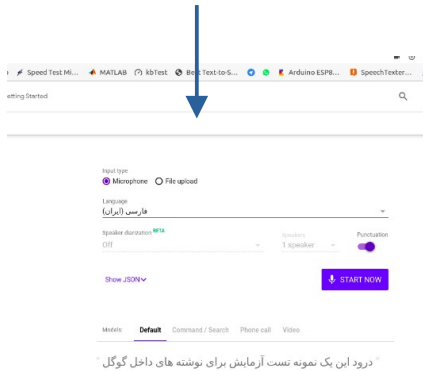 Speed Test Mi... MATLAB kbTest Best Text-to-S... Arduino ESP8... SpeechTexter...
etting Started
Input type
Microphone File upload
Language
فارسی (ایران)
Speaker diarization BETA
Off
Speakers
1 speaker
Punctuation
Show JSON
START NOW
Models: Default Command / Search Phone call Video
" درود این یک نمونه تست آزمایش برای نوشته های داخل گوگل "